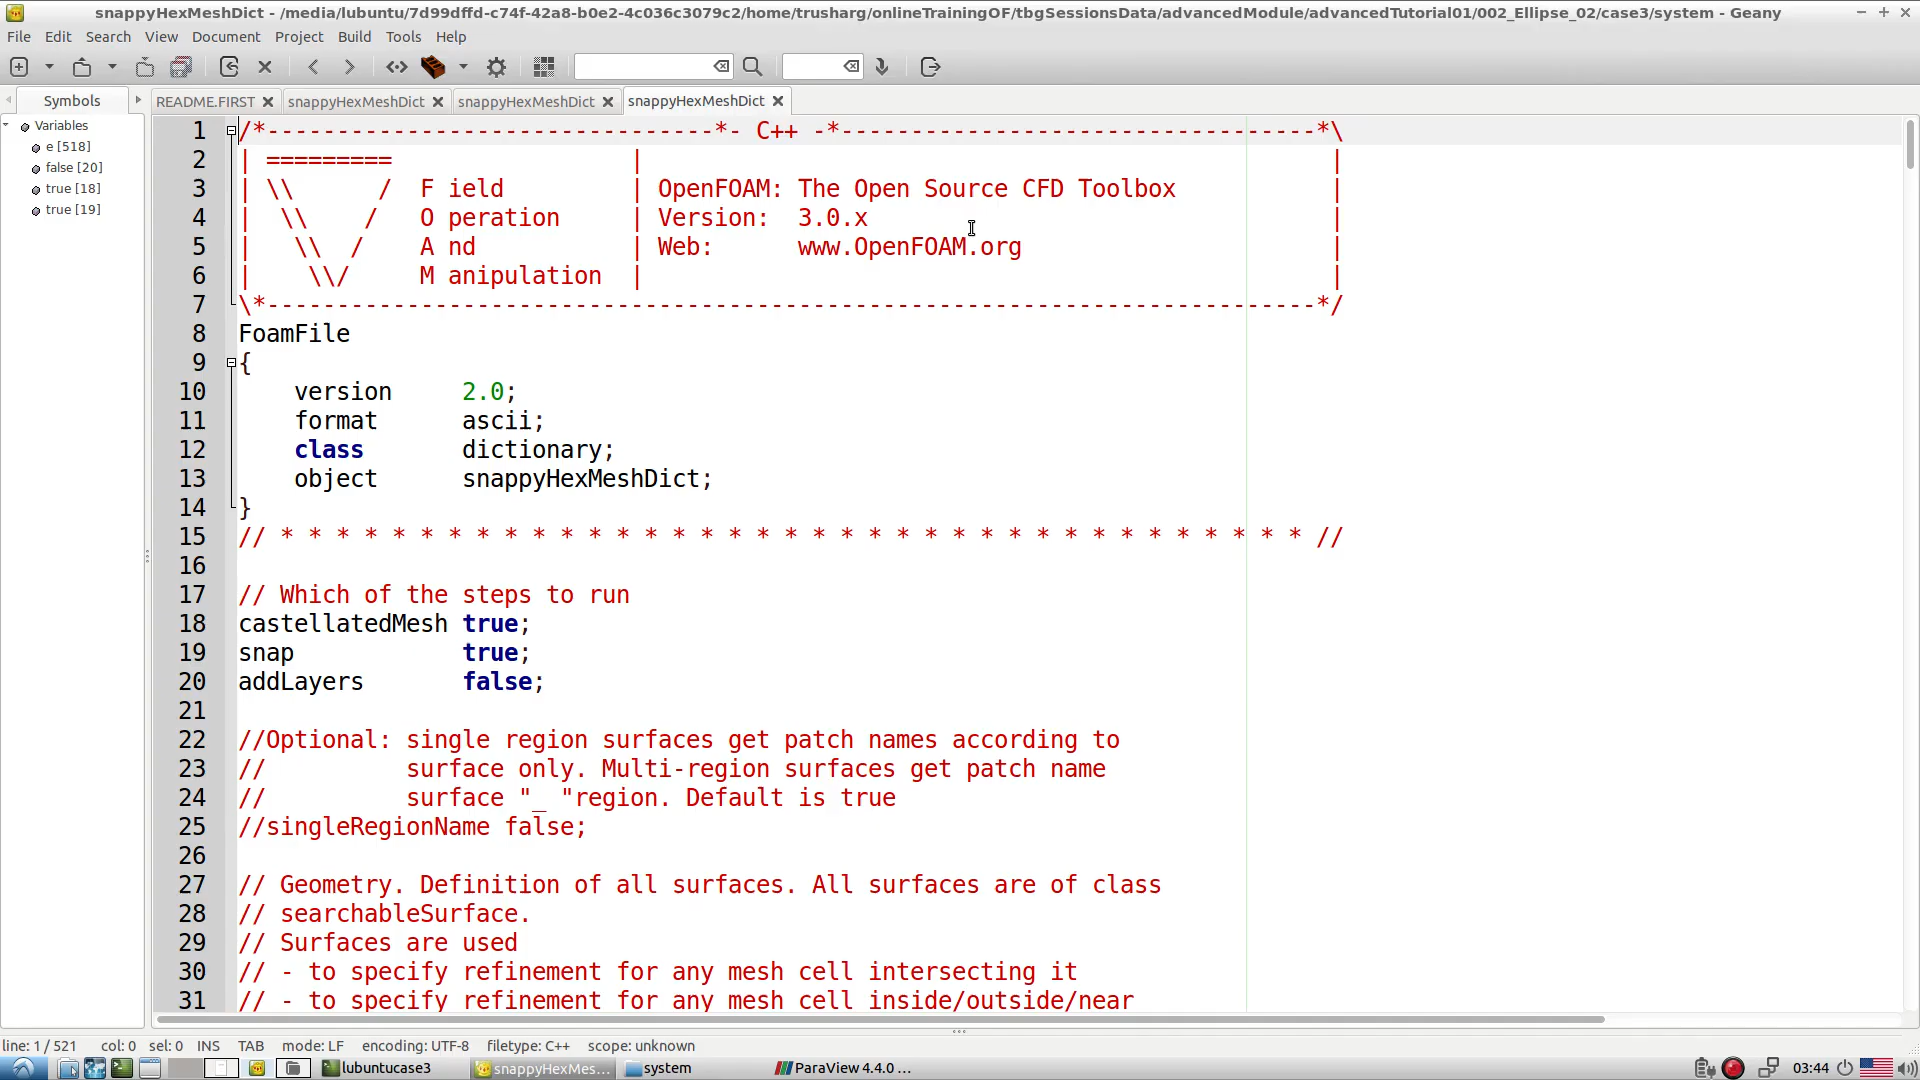 snappyHexMeshDict - /media/lubuntu/7d99dffd-c74f-42a8-b0e2-4c036c3079c2/home/trusharg/onlineTrainingOF/tbgSessionsData/advancedModule/advancedTutorial01/002_Ellipse_02/case3/system - Geany
File Edit Search View Document Project Build Tools Help
Symbols README.FIRST snappyHexMeshDict snappyHexMeshDict snappyHexMeshDict
Variables
e [518]
false [20]
true [18]
true [19]
1 /*--------------------------------*- C++ -*----------------------------------*\
2 | =========                 |                                                 |
3 | \\      /  F ield         | OpenFOAM: The Open Source CFD Toolbox           |
4 |  \\    /   O peration     | Version:  3.0.x                                 |
5 |   \\  /    A nd           | Web:      www.OpenFOAM.org                      |
6 |    \\/     M anipulation  |                                                 |
7 \*---------------------------------------------------------------------------*/
8 FoamFile
9 {
10     version     2.0;
11     format      ascii;
12     class       dictionary;
13     object      snappyHexMeshDict;
14 }
15 // * * * * * * * * * * * * * * * * * * * * * * * * * * * * * * * * * * * * * //
16
17 // Which of the steps to run
18 castellatedMesh true;
19 snap            true;
20 addLayers       false;
21
22 //Optional: single region surfaces get patch names according to
23 //          surface only. Multi-region surfaces get patch name
24 //          surface "_ "region. Default is true
25 //singleRegionName false;
26
27 // Geometry. Definition of all surfaces. All surfaces are of class
28 // searchableSurface.
29 // Surfaces are used
30 // - to specify refinement for any mesh cell intersecting it
31 // - to specify refinement for any mesh cell inside/outside/near
line: 1 / 521 col: 0 sel: 0 INS TAB mode: LF encoding: UTF-8 filetype: C++ scope: unknown
lubuntucase3 snappyHexMes... system ParaView 4.4.0 ... 03:44